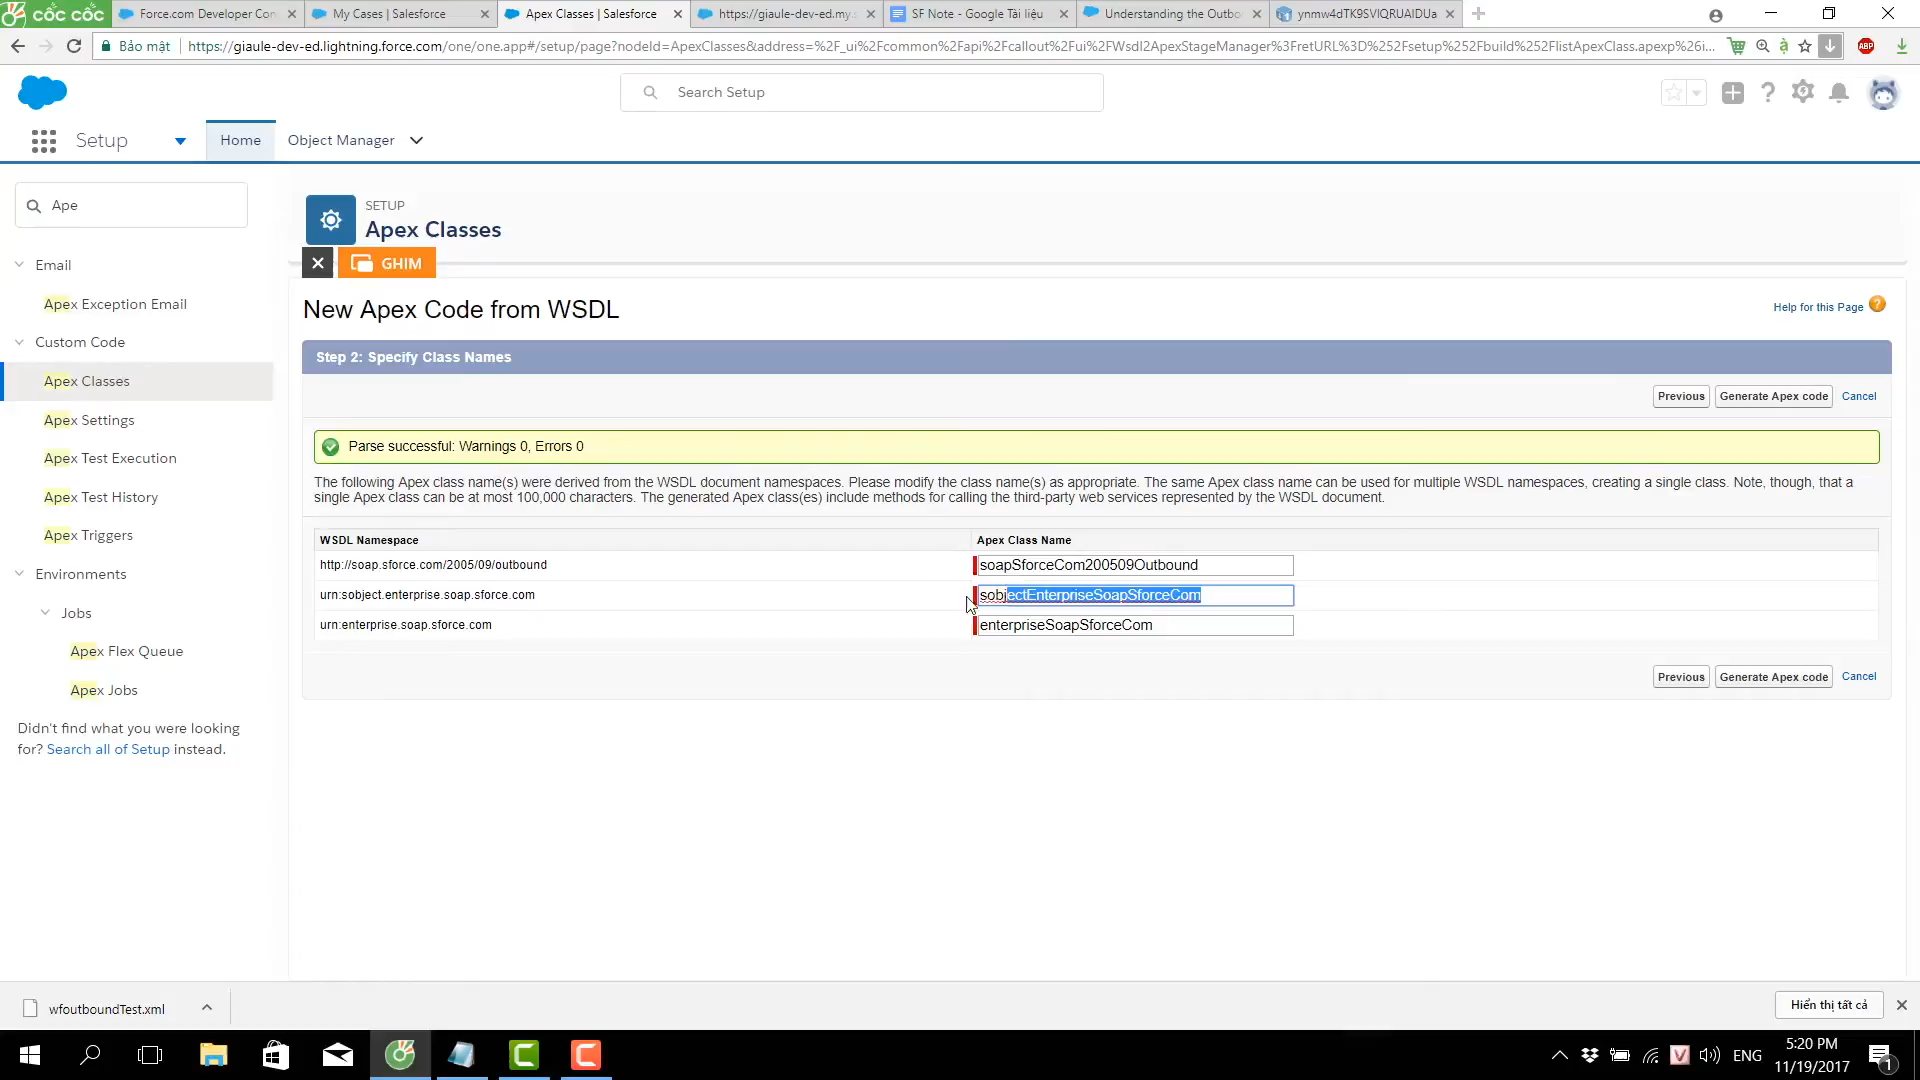 cốc cốc
Force.com Developer Con
My Cases | Salesforce
Apex Classes | Salesforce
https://giaule-dev-ed.my.s
SF Note - Google Tài liệu
Understanding the Outbo
ynmw4dTK9SVlQRUAIDUa
Bảo mật
https://giaule-dev-ed.lightning.force.com/one/one.app#/setup/page?nodeId=ApexClasses&address=%2F_ui%2Fcommon%2Fapi%2Fcallout%2Fui%2FWsdl2ApexStageManager%3FretURL%3D%252Fsetup%252Fbuild%252FlistApexClass.apexp%26i...
ABP
Search Setup
Setup
Home
Object Manager
Ape
SETUP
Apex Classes
GHIM
Email
Apex Exception Email
Custom Code
Apex Classes
Apex Settings
Apex Test Execution
Apex Test History
Apex Triggers
Environments
Jobs
Apex Flex Queue
Apex Jobs
Didn't find what you were looking
for? Search all of Setup instead.
New Apex Code from WSDL
Help for this Page
Step 2: Specify Class Names
Previous
Generate Apex code
Cancel
Parse successful: Warnings 0, Errors 0
The following Apex class name(s) were derived from the WSDL document namespaces. Please modify the class name(s) as appropriate. The same Apex class name can be used for multiple WSDL namespaces, creating a single class. Note, though, that a
single Apex class can be at most 100,000 characters. The generated Apex class(es) include methods for calling the third-party web services represented by the WSDL document.
WSDL Namespace
Apex Class Name
http://soap.sforce.com/2005/09/outbound
soapSforceCom200509Outbound
urn:sobject.enterprise.soap.sforce.com
sobjectEnterpriseSoapSforceCom
urn:enterprise.soap.sforce.com
enterpriseSoapSforceCom
Previous
Generate Apex code
Cancel
wfoutboundTest.xml
Hiển thị tất cả
ENG
5:20 PM
11/19/2017
1